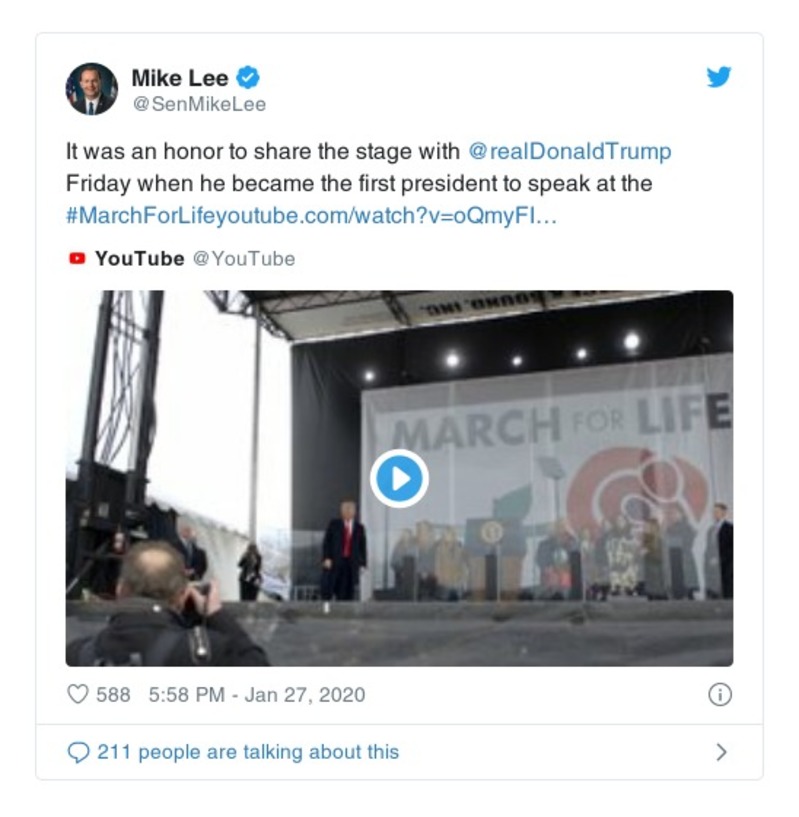 Mike Lee
@SenMikeLee
It was an honor to share the stage with @realDonaldTrump
Friday when he became the first president to speak at the
#MarchForLifeyoutube.com/watch?v=oQmyFI…
YouTube @YouTube
MARCH FOR LIFE
588 5:58 PM - Jan 27, 2020
211 people are talking about this